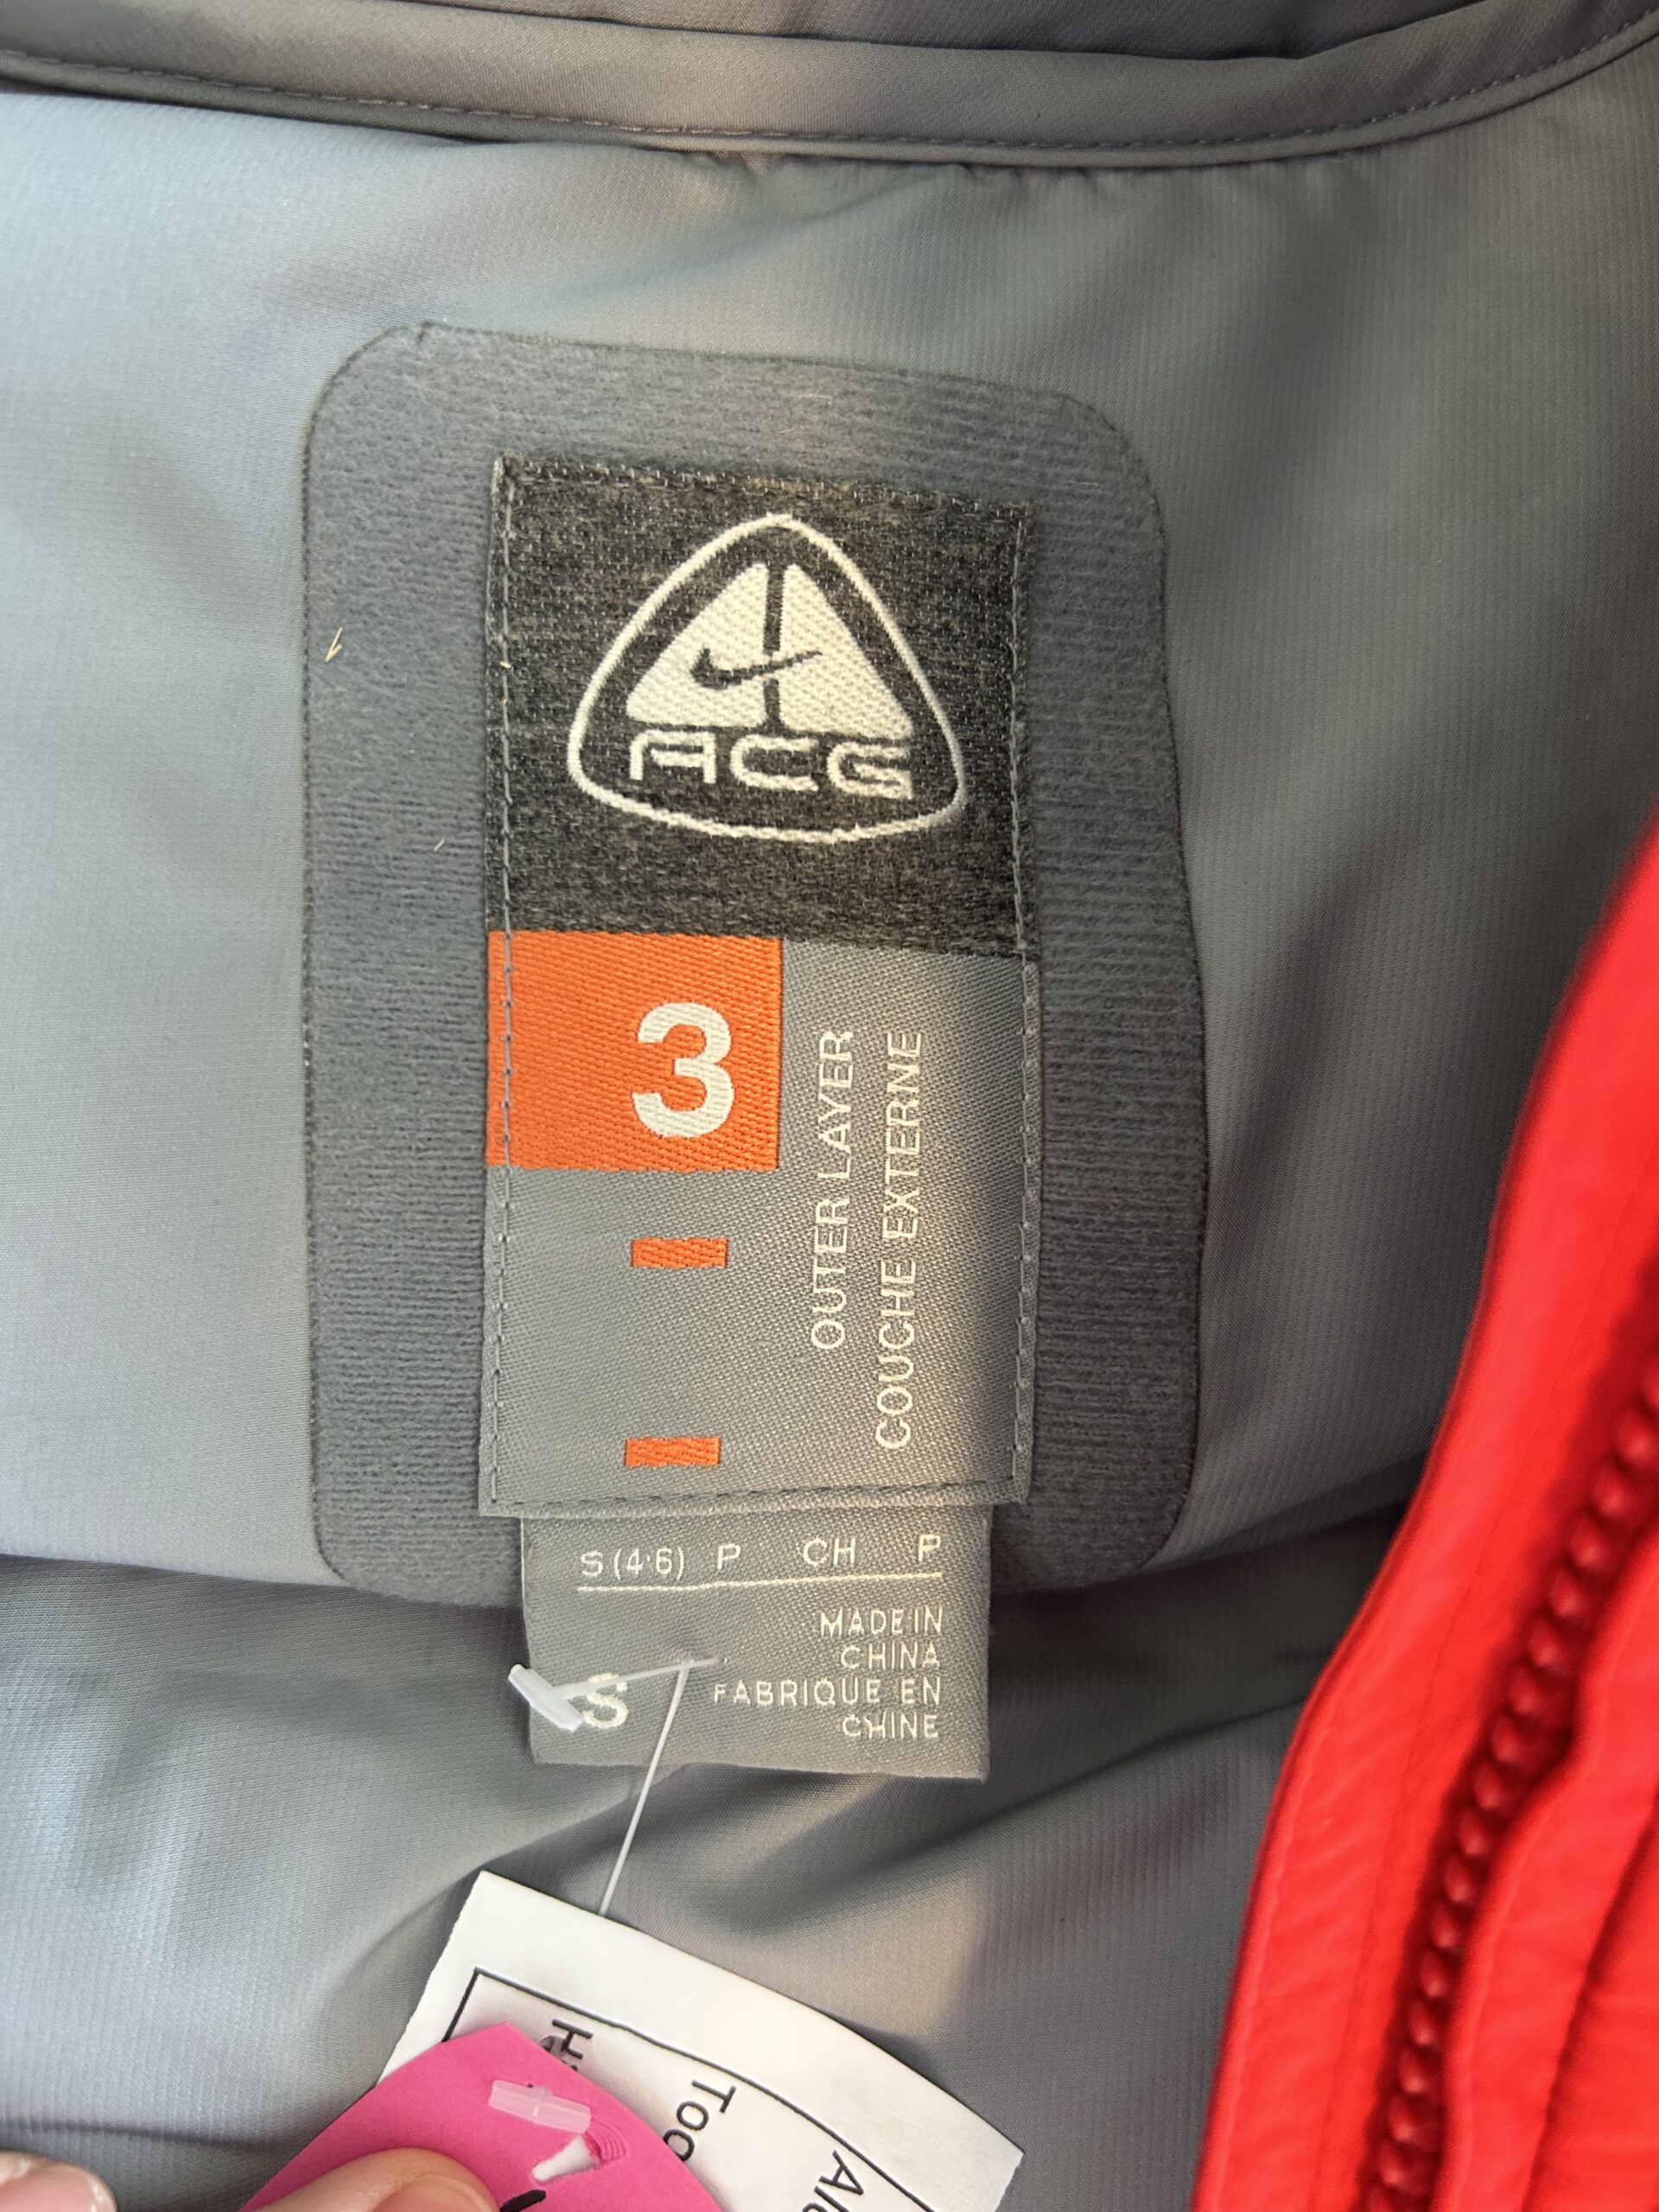 ACG
3
OUTER LAYER
COUCHE EXTERNE
S (4-6) P CH P
MADE IN
CHINA
FABRIQUE EN
CHINE
S